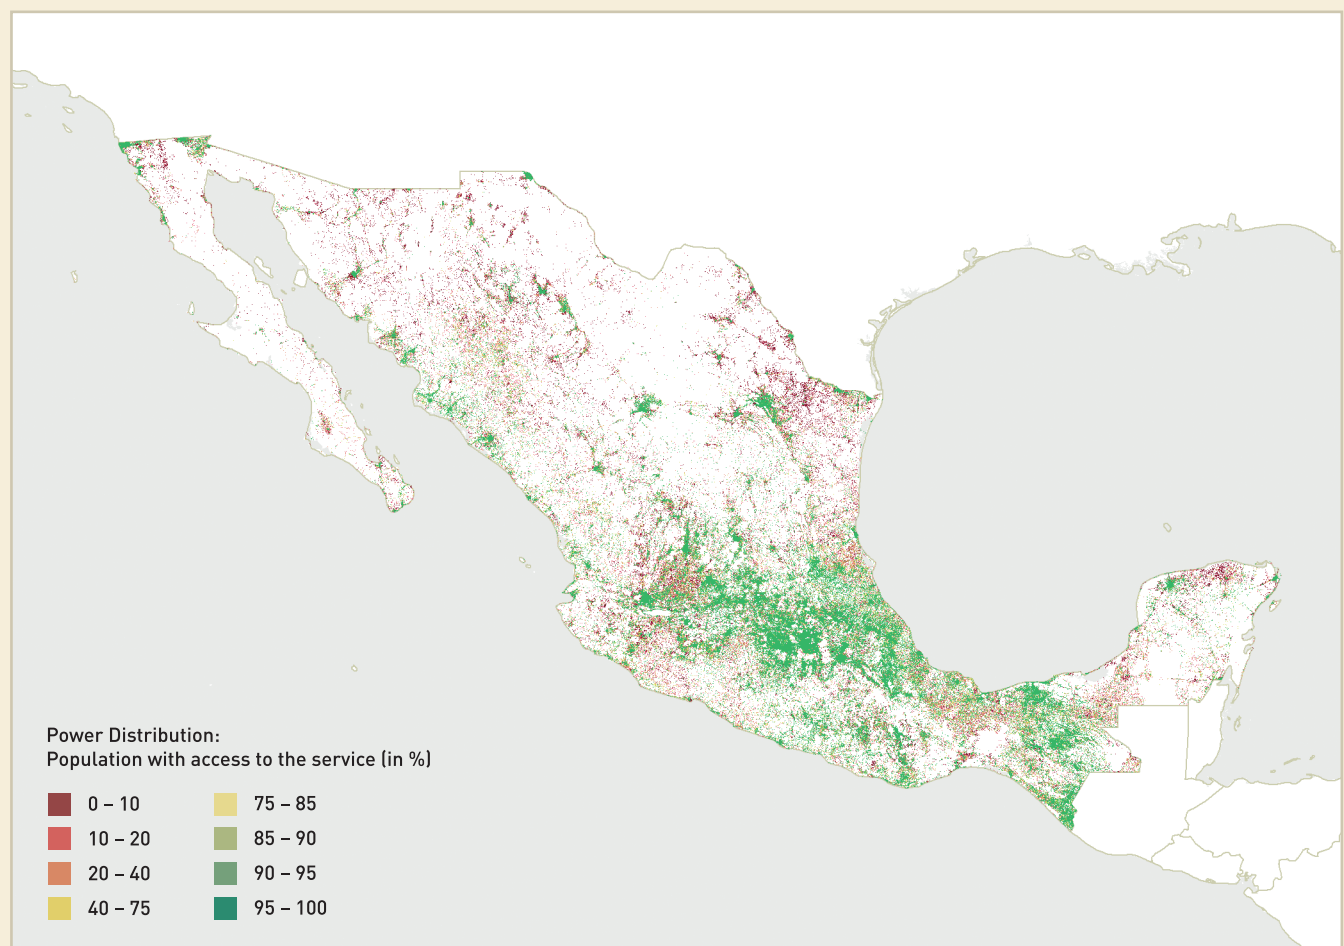 Power Distribution:
Population with access to the service (in %)
0 – 10
10 – 20
20 – 40
40 – 75
75 – 85
85 – 90
90 – 95
95 – 100